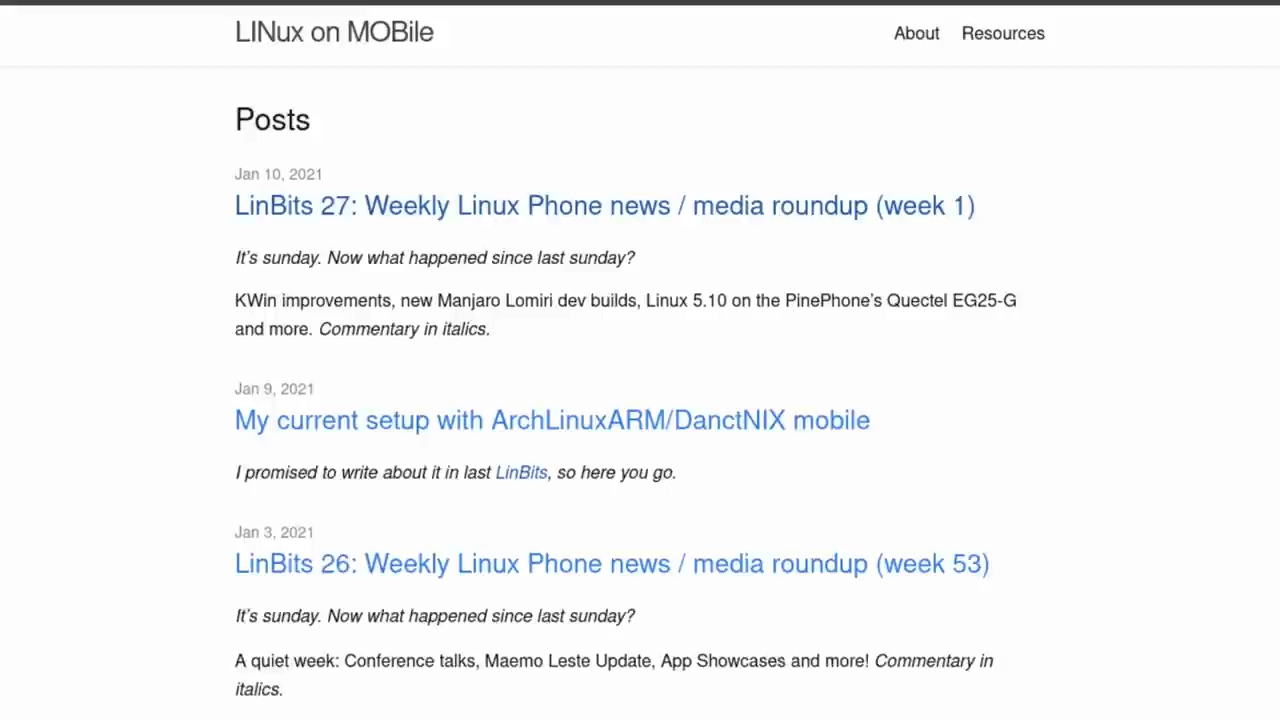 LINux on MOBile
About Resources
Posts
Jan 10, 2021
LinBits 27: Weekly Linux Phone news / media roundup (week 1)
It's sunday. Now what happened since last sunday?
KWin improvements, new Manjaro Lomiri dev builds, Linux 5.10 on the PinePhone's Quectel EG25-G
and more. Commentary in italics.
Jan 9, 2021
My current setup with ArchLinuxARM/DanctNIX mobile
I promised to write about it in last LinBits, so here you go.
Jan 3, 2021
LinBits 26: Weekly Linux Phone news / media roundup (week 53)
It's sunday. Now what happened since last sunday?
A quiet week: Conference talks, Maemo Leste Update, App Showcases and more! Commentary in
italics.